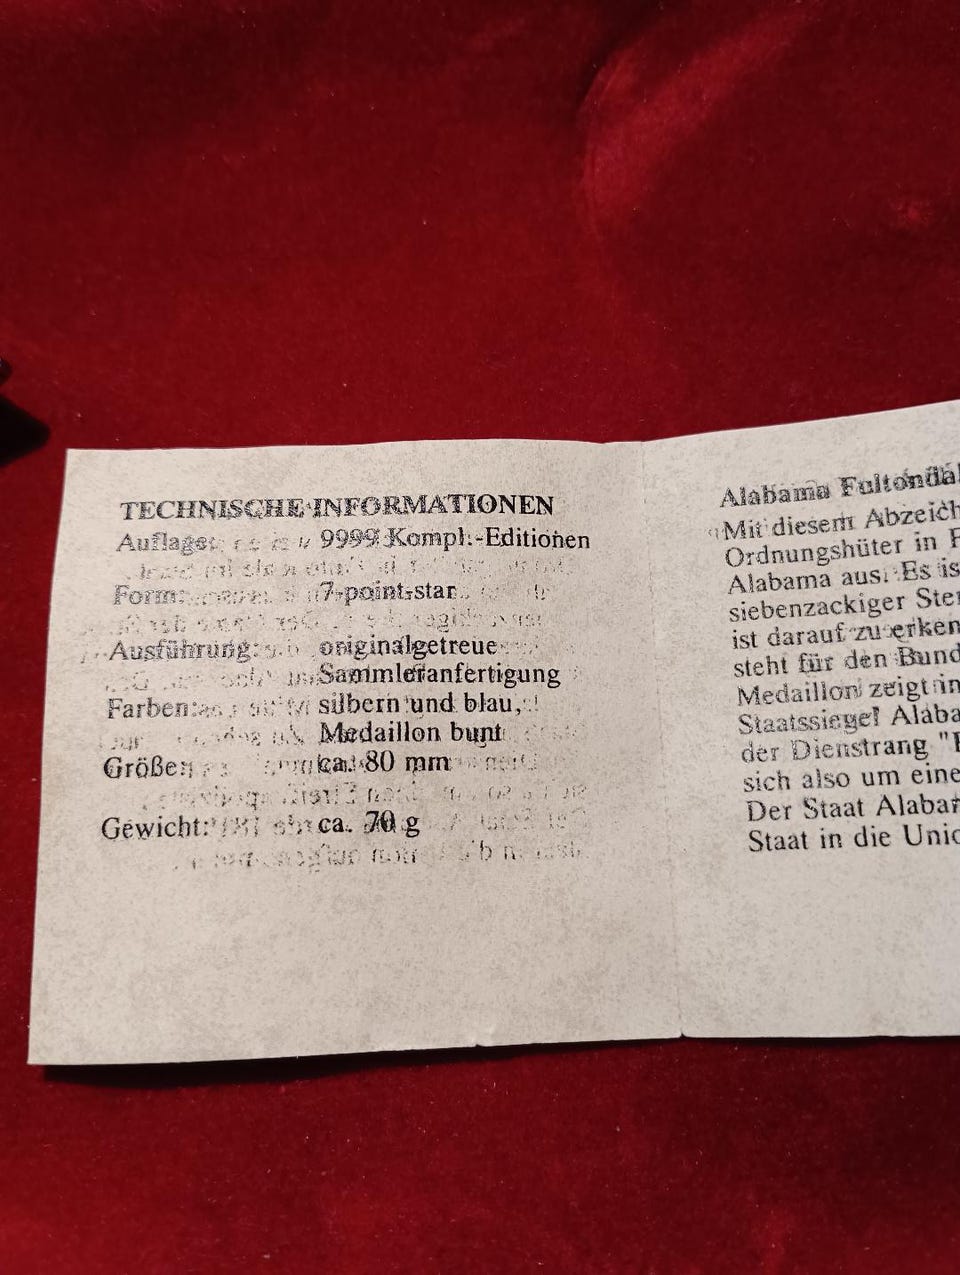 TECHNISCHE INFORMATIONEN
Auflage: 9999 Kompl.-Editionen
Form: 7-point-star
Ausführung: originalgetreue
Sammleranfertigung
Farben: silbern und blau,
Medaillon bunt
Größe: ca. 80 mm
Gewicht: ca. 70 g
Alabama Fultondal
Mit diesem Abzeich
Ordnungshüter in F
Alabama aus. Es is
siebenzackiger Ster
ist darauf zu erken
steht für den Bund
Medaillon zeigt in
Staatssiegel Alaba
der Dienstrang "P
sich also um eine
Der Staat Alabam
Staat in die Unio